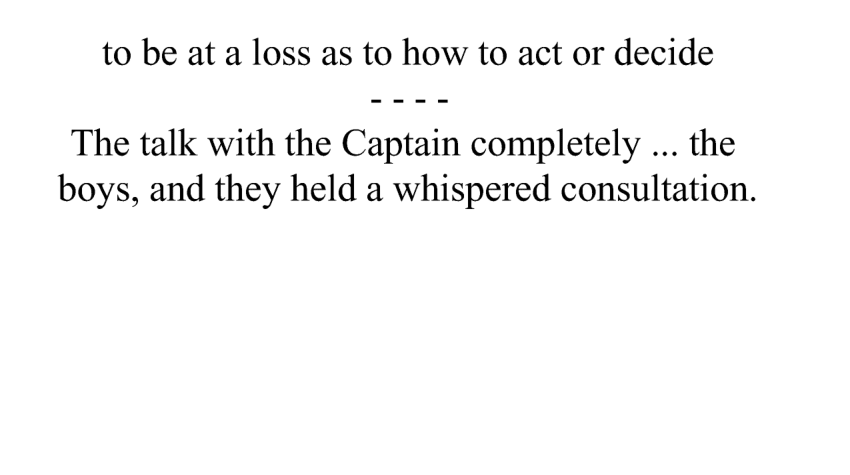 to be at a loss as to how to act or decide
- - - -
The talk with the Captain completely ... the
boys, and they held a whispered consultation.